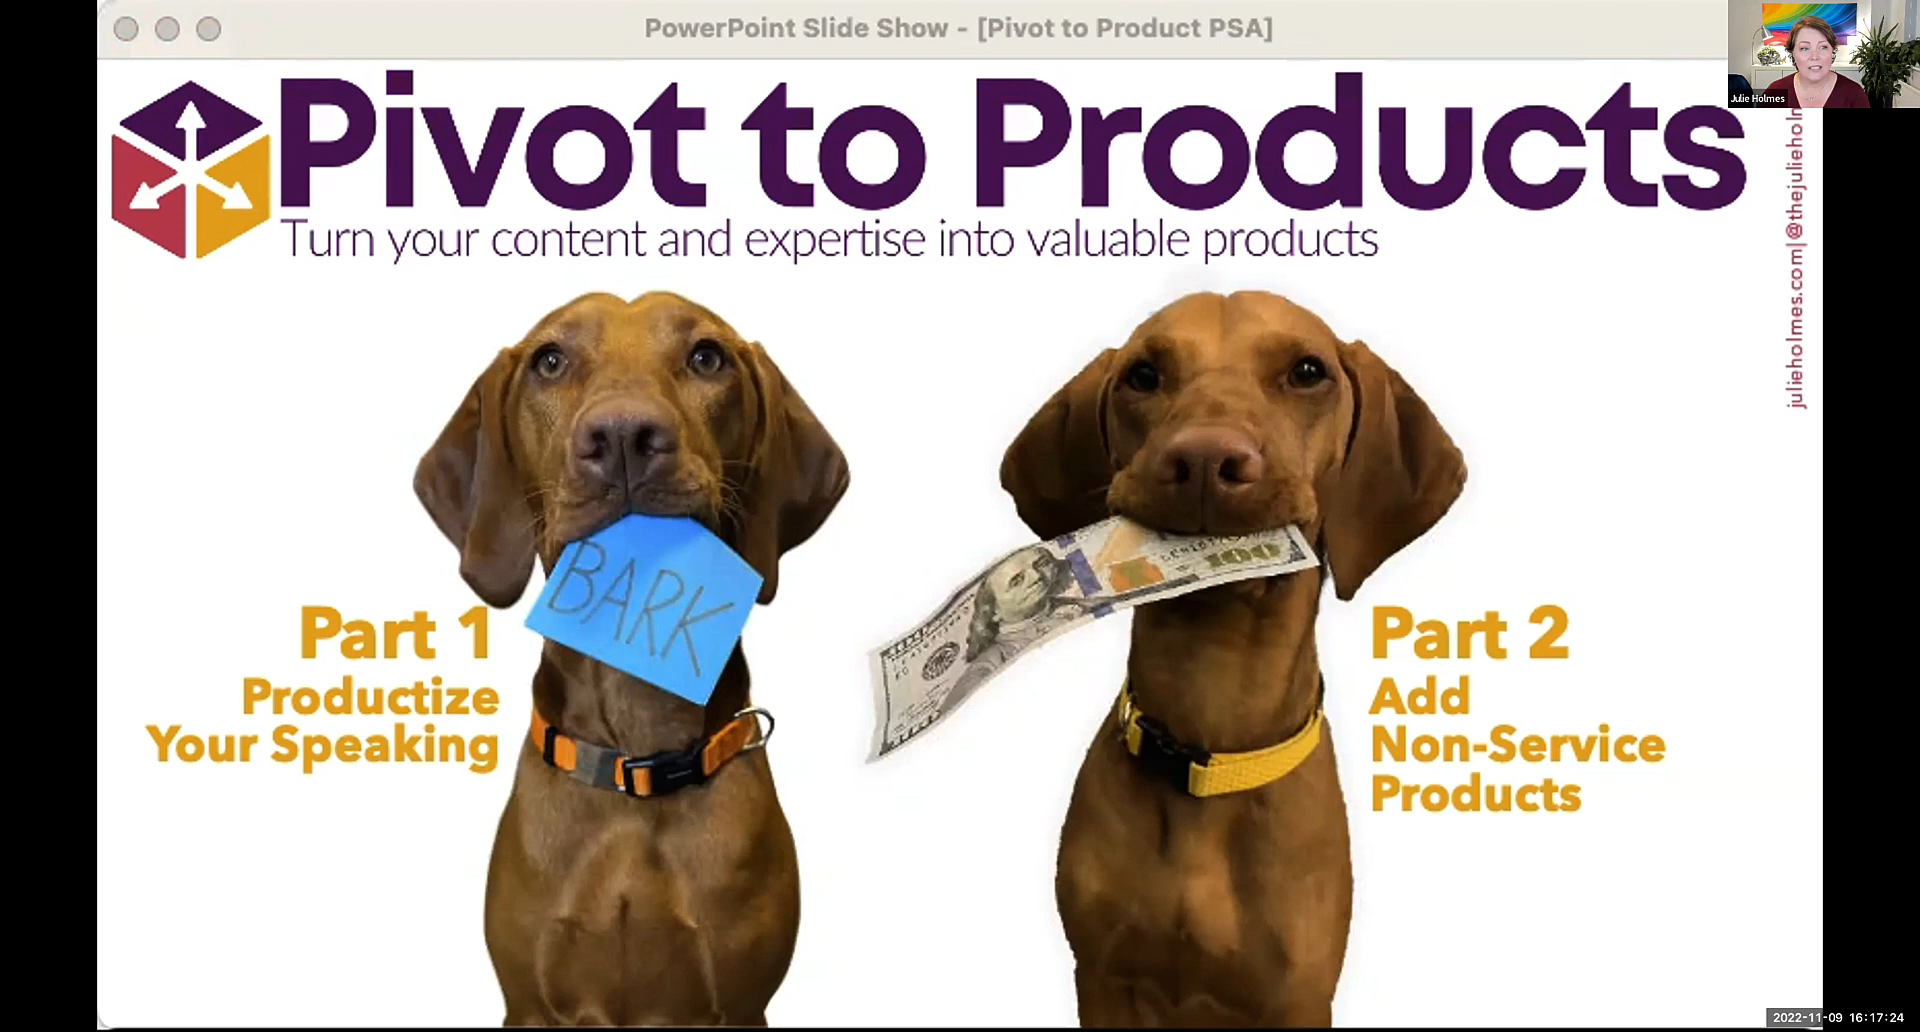 PowerPoint Slide Show - [Pivot to Product PSA]
Julie Holmes
Pivot to Products
Turn your content and expertise into valuable products
julieholmes.com|@thejulieholm
BARK
100
Part 1
Productize
Your Speaking
Part 2
Add
Non-Service
Products
2022-11-09 16:17:24